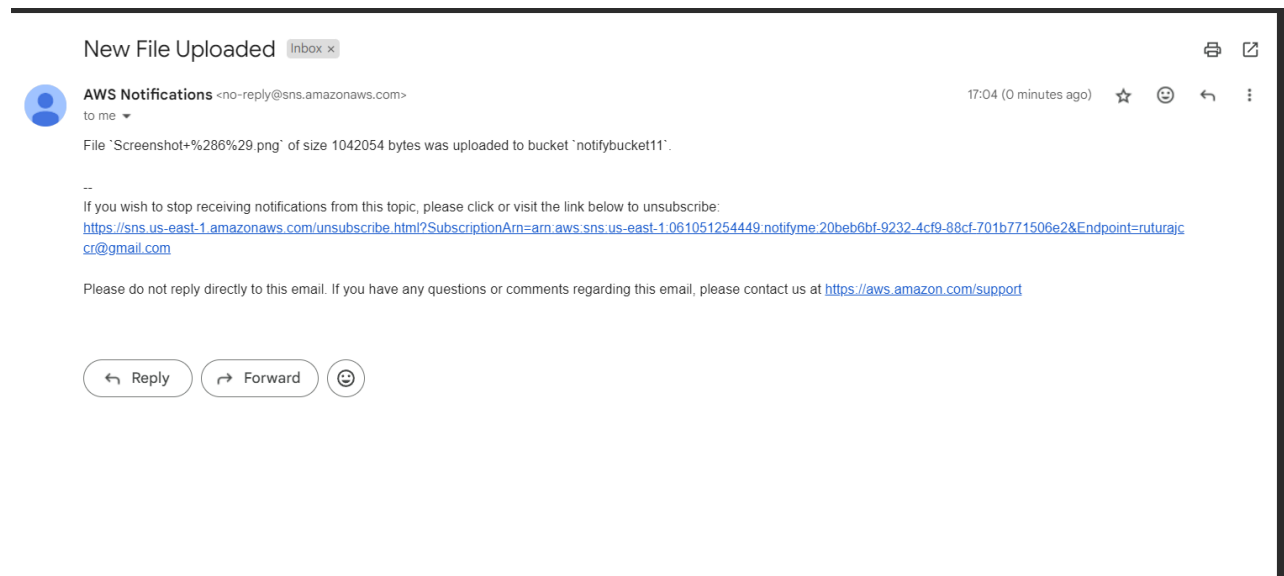 New File Uploaded Inbox ×
AWS Notifications <no-reply@sns.amazonaws.com> 17:04 (0 minutes ago)
to me
File `Screenshot+%286%29.png` of size 1042054 bytes was uploaded to bucket `notifybucket11`.
--
If you wish to stop receiving notifications from this topic, please click or visit the link below to unsubscribe:
https://sns.us-east-1.amazonaws.com/unsubscribe.html?SubscriptionArn=arn:aws:sns:us-east-1:061051254449:notifyme:20beb6bf-9232-4cf9-88cf-701b771506e2&Endpoint=ruturajc
cr@gmail.com
Please do not reply directly to this email. If you have any questions or comments regarding this email, please contact us at https://aws.amazon.com/support
Reply Forward